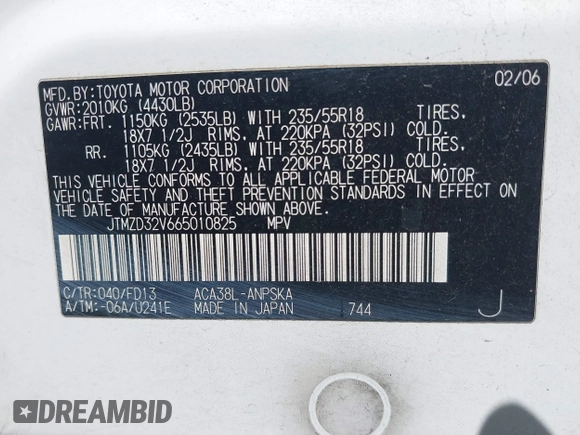 MFD.BY:TOYOTA MOTOR CORPORATION 02/06
GVWR:2010KG (4430LB)
GAWR:FRT. 1150KG (2535LB) WITH 235/55R18 TIRES,
18X7 1/2J RIMS, AT 220KPA (32PSI) COLD.
RR. 1105KG (2435LB) WITH 235/55R18 TIRES,
18X7 1/2J RIMS, AT 220KPA (32PSI) COLD.
THIS VEHICLE CONFORMS TO ALL APPLICABLE FEDERAL MOTOR
VEHICLE SAFETY AND THEFT PREVENTION STANDARDS IN EFFECT ON
THE DATE OF MANUFACTURE SHOWN ABOVE.
JTMZD32V665010825 MPV
C/TR:040/FD13 ACA38L-ANPSKA
A/TM:-06A/U241E MADE IN JAPAN 744 J
DREAMBID